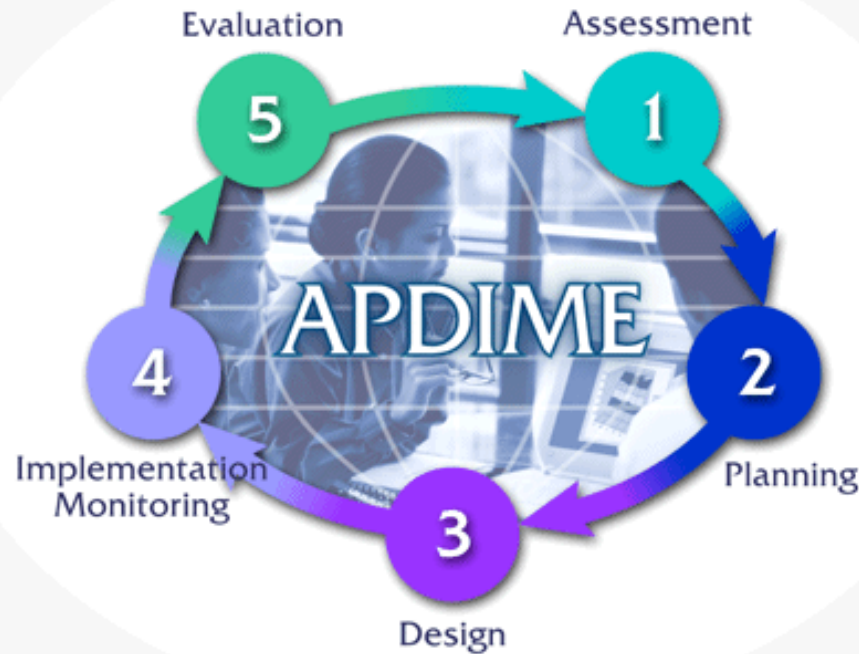 Evaluation
Assessment
5
1
APDIME
4
2
Implementation
Monitoring
Planning
3
Design